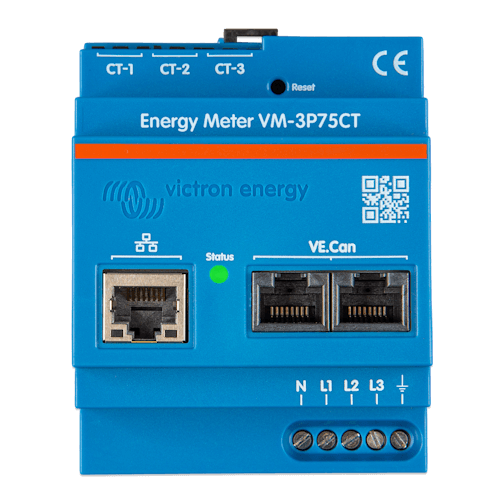 CT-1 CT-2 CT-3
CE
Reset
Energy Meter VM-3P75CT
victron energy
Status
VE.Can
N L1 L2 L3